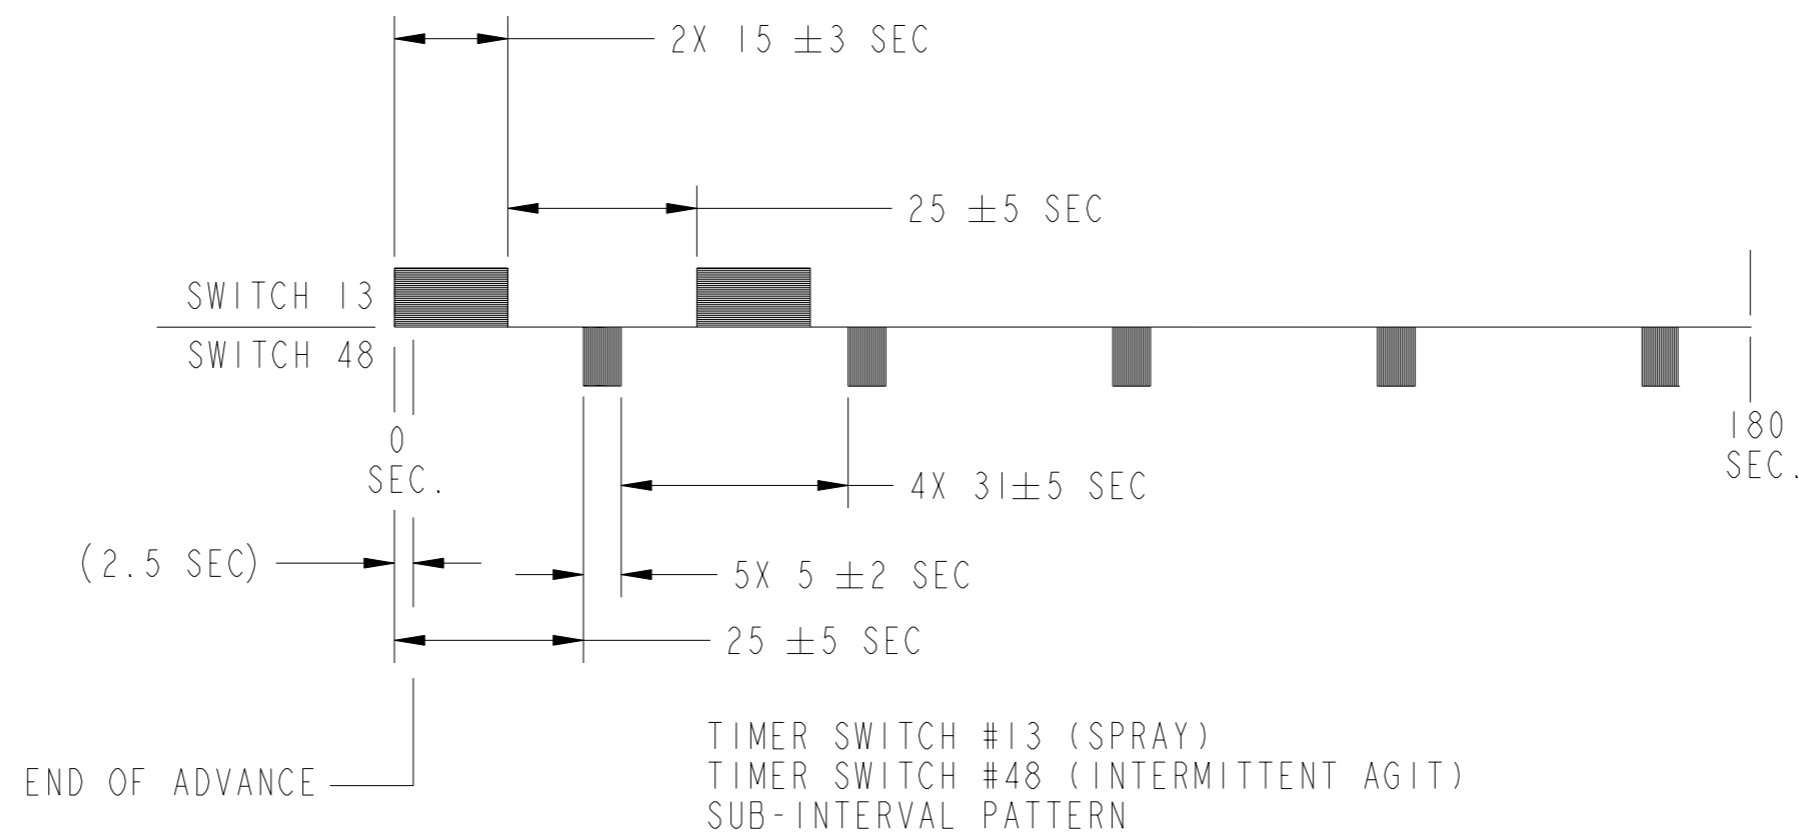 2X 15 ±3 SEC
25 ±5 SEC
SWITCH 13
SWITCH 48
0
SEC.
180
SEC.
4X 31±5 SEC
(2.5 SEC)
5X 5 ±2 SEC
25 ±5 SEC
END OF ADVANCE
TIMER SWITCH #13 (SPRAY)
TIMER SWITCH #48 (INTERMITTENT AGIT)
SUB-INTERVAL PATTERN